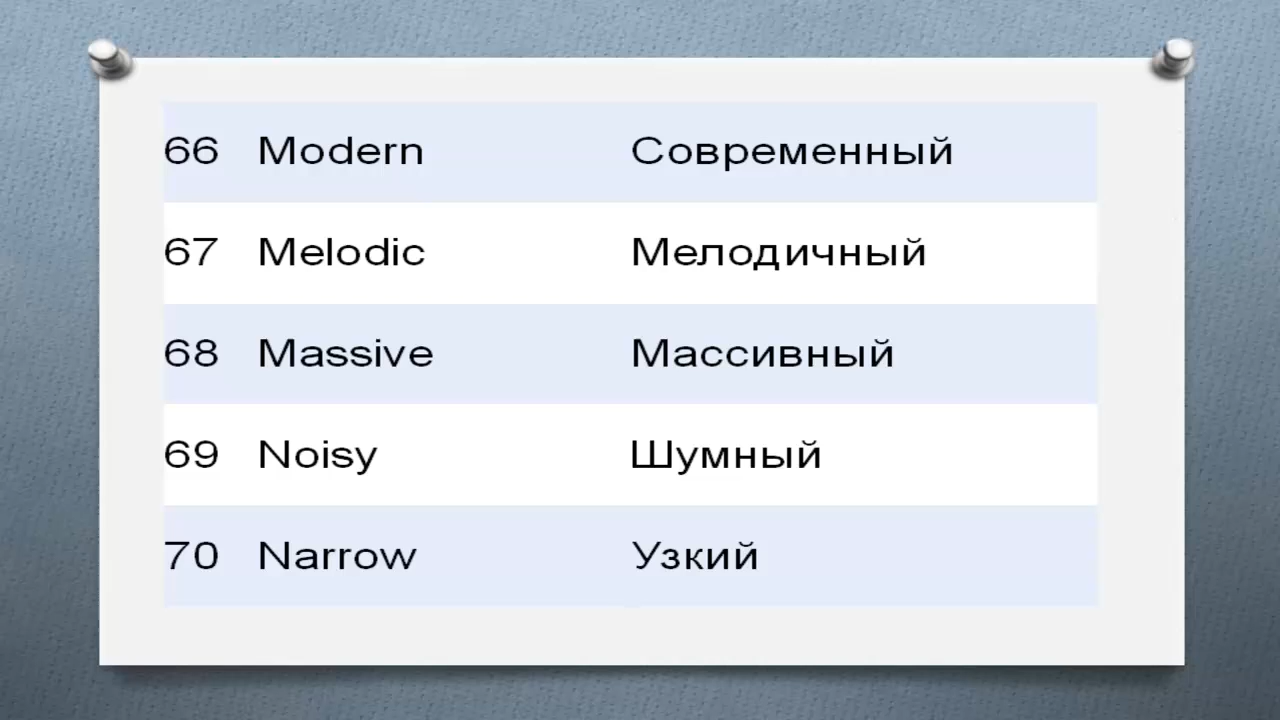 66 Modern Современный
67 Melodic Мелодичный
68 Massive Массивный
69 Noisy Шумный
70 Narrow Узкий